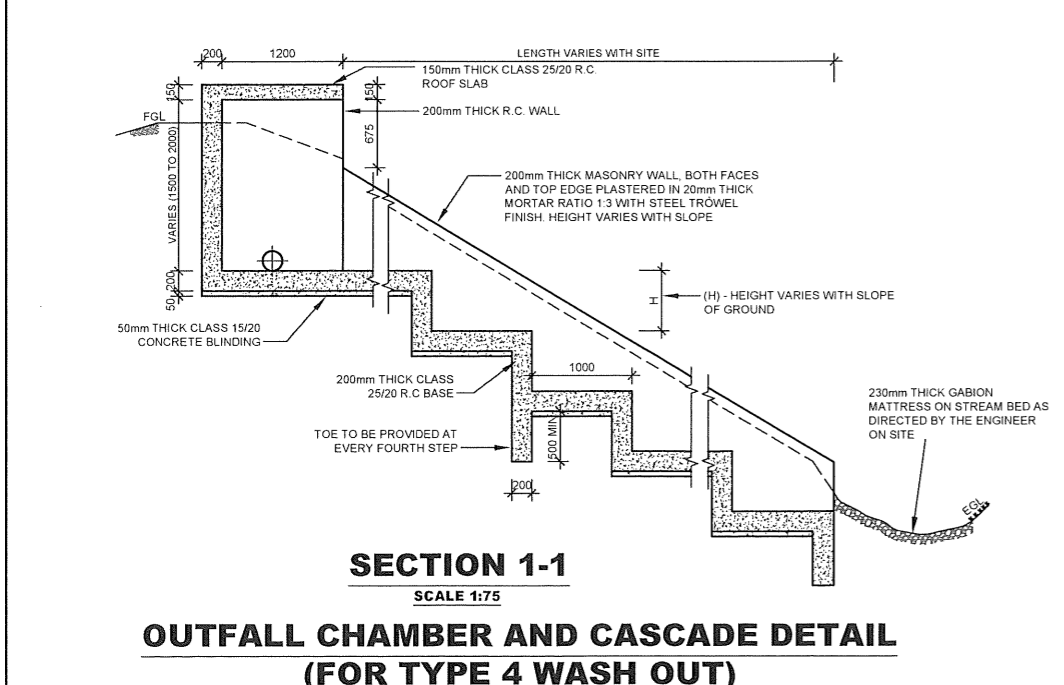 200
1200
LENGTH VARIES WITH SITE
150mm THICK CLASS 25/20 R.C.
ROOF SLAB
150
150
FGL
200mm THICK R.C. WALL
675
VARIES (1500 TO 2000)
200mm THICK MASONRY WALL, BOTH FACES
AND TOP EDGE PLASTERED IN 20mm THICK
MORTAR RATIO 1:3 WITH STEEL TROWEL
FINISH. HEIGHT VARIES WITH SLOPE
200
50
H
(H) - HEIGHT VARIES WITH SLOPE
OF GROUND
50mm THICK CLASS 15/20
CONCRETE BLINDING
1000
200mm THICK CLASS
25/20 R.C BASE
230mm THICK GABION
MATTRESS ON STREAM BED AS
DIRECTED BY THE ENGINEER
ON SITE
TOE TO BE PROVIDED AT
EVERY FOURTH STEP
500 MIN
200
EGL
SECTION 1-1
SCALE 1:75
OUTFALL CHAMBER AND CASCADE DETAIL
(FOR TYPE 4 WASH OUT)